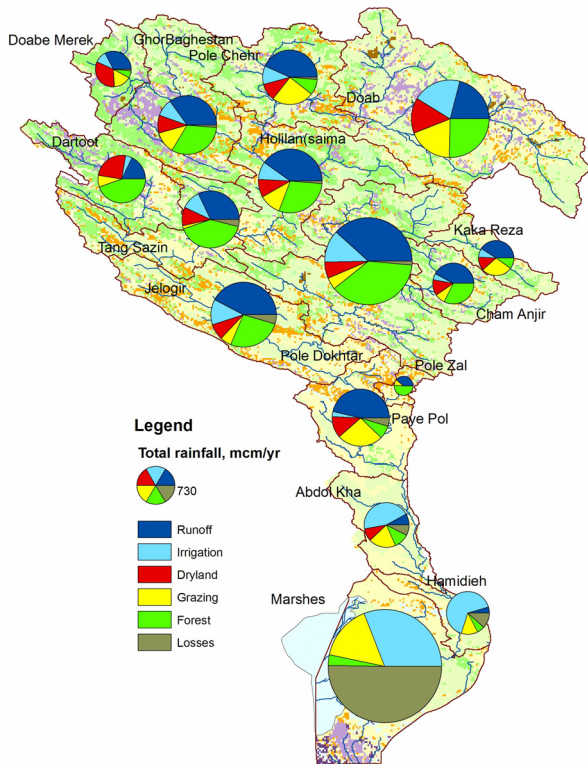 Doabe Merek
GhorBaghestan
Pole Chehr
Doab
Dartoot
Holilan(saima
Tang Sazin
Kaka Reza
Jelogir
Cham Anjir
Pole Dokhtar
Pole Zal
Paye Pol
Legend
Total rainfall, mcm/yr
730
Runoff
Irrigation
Dryland
Grazing
Forest
Losses
Abdol Kha
Hamidieh
Marshes